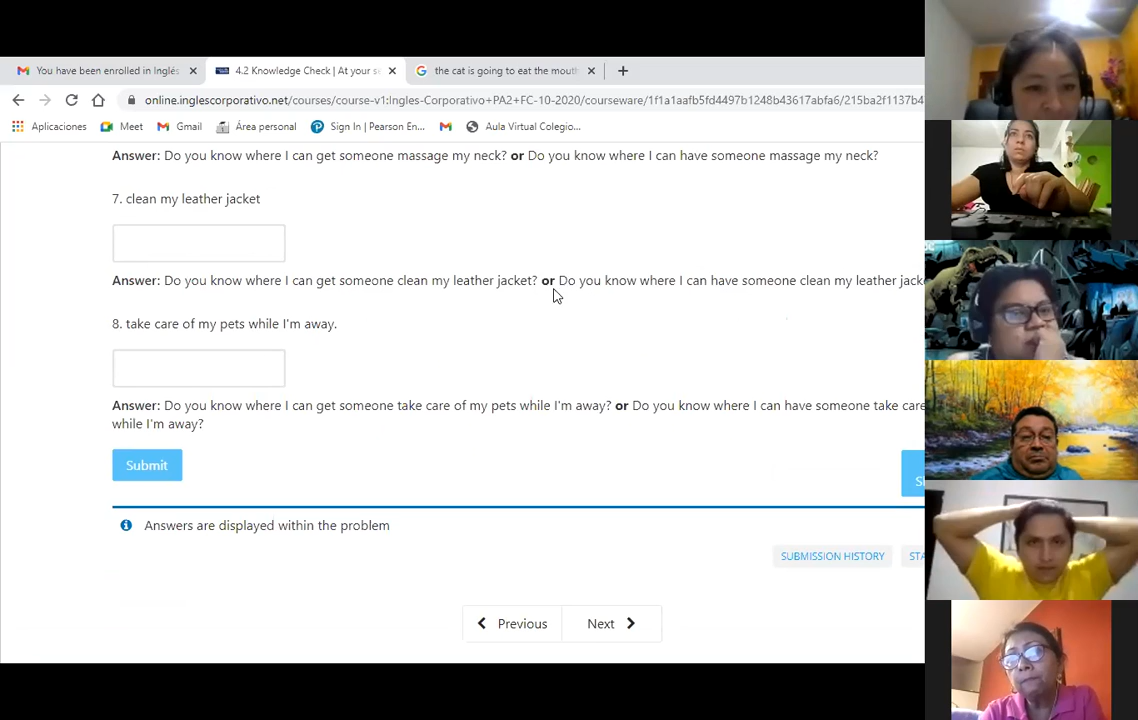 You have been enrolled in Inglés
4.2 Knowledge Check | At your se
the cat is going to eat the mouth
online.inglescorporativo.net/courses/course-v1:Ingles-Corporativo+PA2+FC-10-2020/courseware/1f1a1aafb5fd4497b1248b43617abfa6/215ba2f1137b4
Aplicaciones Meet Gmail Área personal Sign In | Pearson En... Aula Virtual Colegio...
Answer: Do you know where I can get someone massage my neck? or Do you know where I can have someone massage my neck?
7. clean my leather jacket
Answer: Do you know where I can get someone clean my leather jacket? or Do you know where I can have someone clean my leather jacke
8. take care of my pets while I'm away.
Answer: Do you know where I can get someone take care of my pets while I'm away? or Do you know where I can have someone take care
while I'm away?
Submit
Answers are displayed within the problem
SUBMISSION HISTORY STA
Previous Next